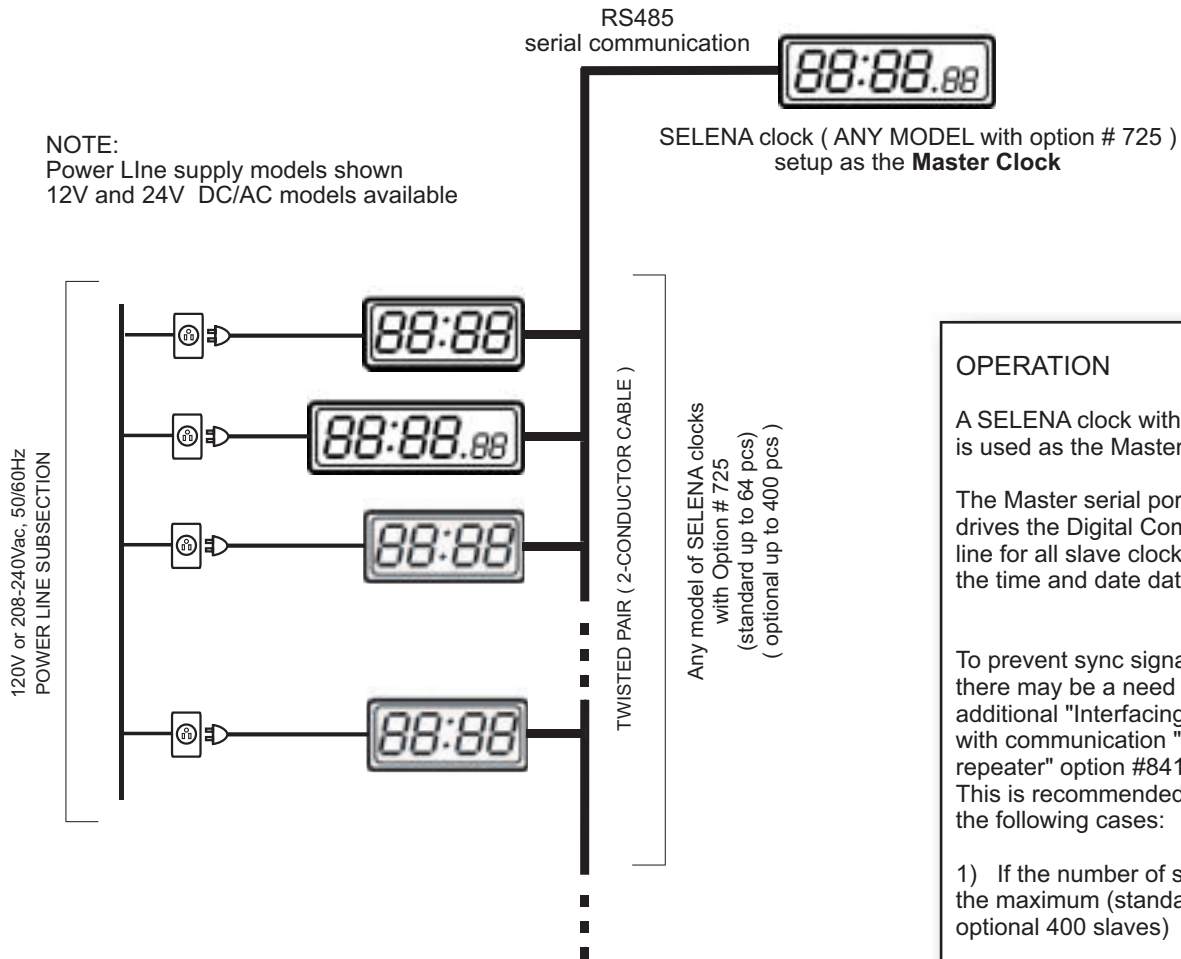 RS485
serial communication
88:88.88
SELENA clock ( ANY MODEL with option # 725 )
setup as the Master Clock
NOTE:
Power LIne supply models shown
12V and 24V DC/AC models available
120V or 208-240Vac, 50/60Hz
POWER LINE SUBSECTION
88:88
88:88.88
88:88
88:88
TWISTED PAIR ( 2-CONDUCTOR CABLE )
Any model of SELENA clocks
with Option # 725
(standard up to 64 pcs)
( optional up to 400 pcs )
OPERATION
A SELENA clock with
is used as the Master
The Master serial por
drives the Digital Con
line for all slave clock
the time and date dat
To prevent sync signa
there may be a need
additional "Interfacing
with communication "
repeater" option #841
This is recommended
the following cases:
1) If the number of s
the maximum (standa
optional 400 slaves)